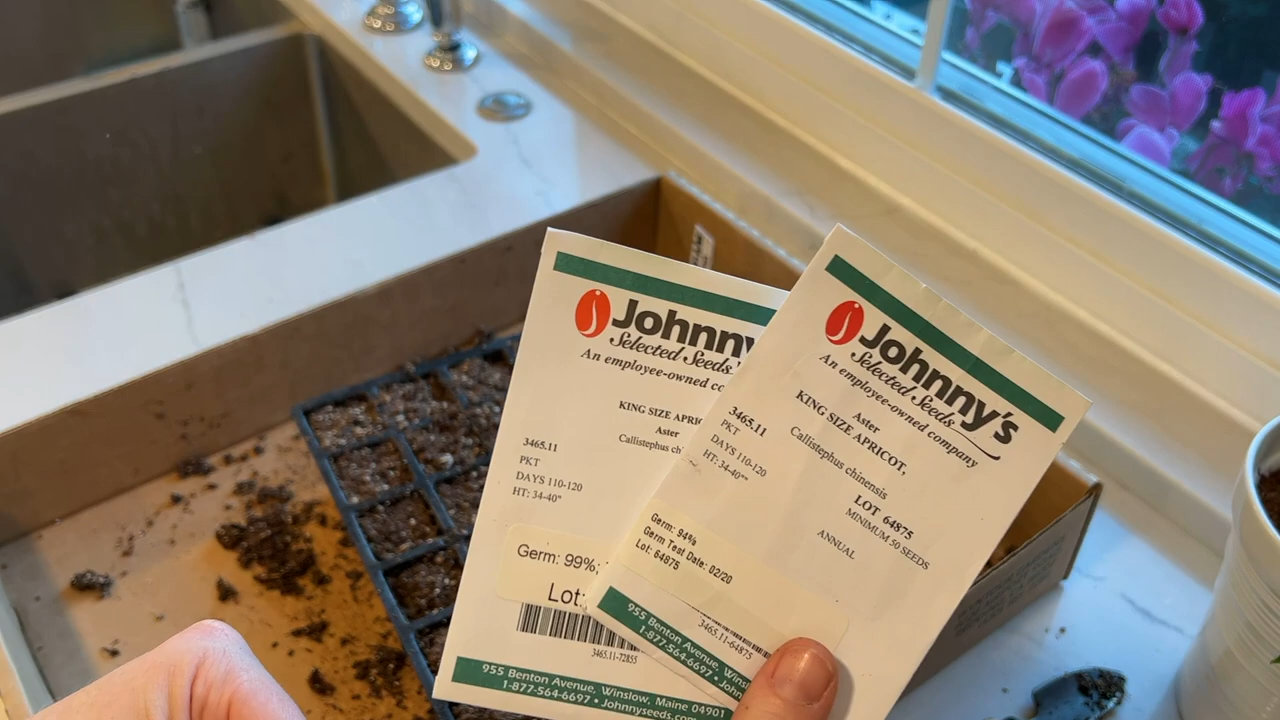 Johnny
Selected Seeds
An employee-owned co
KING SIZE APRIC
Aster
Callistephus chi
3465.11
PKT
DAYS 110-120
HT: 34-40"
Germ: 99%;
Lot:
3465.11-72855
955 Benton Avenue, Winslow, Maine 04901
1-877-564-6697 • Johnnyseeds.com
Johnny's
Selected Seeds
An employee-owned company
Aster
KING SIZE APRICOT,
Callistephus chinensis
3465.11
PKT
DAYS 110-120
HT: 34-40"
LOT 64875
MINIMUM 50 SEEDS
ANNUAL
Germ: 94%
Germ Test Date: 02/20
Lot: 64875
3465.11-64875
955 Benton Avenue, Wins
1-877-564-6697 • John